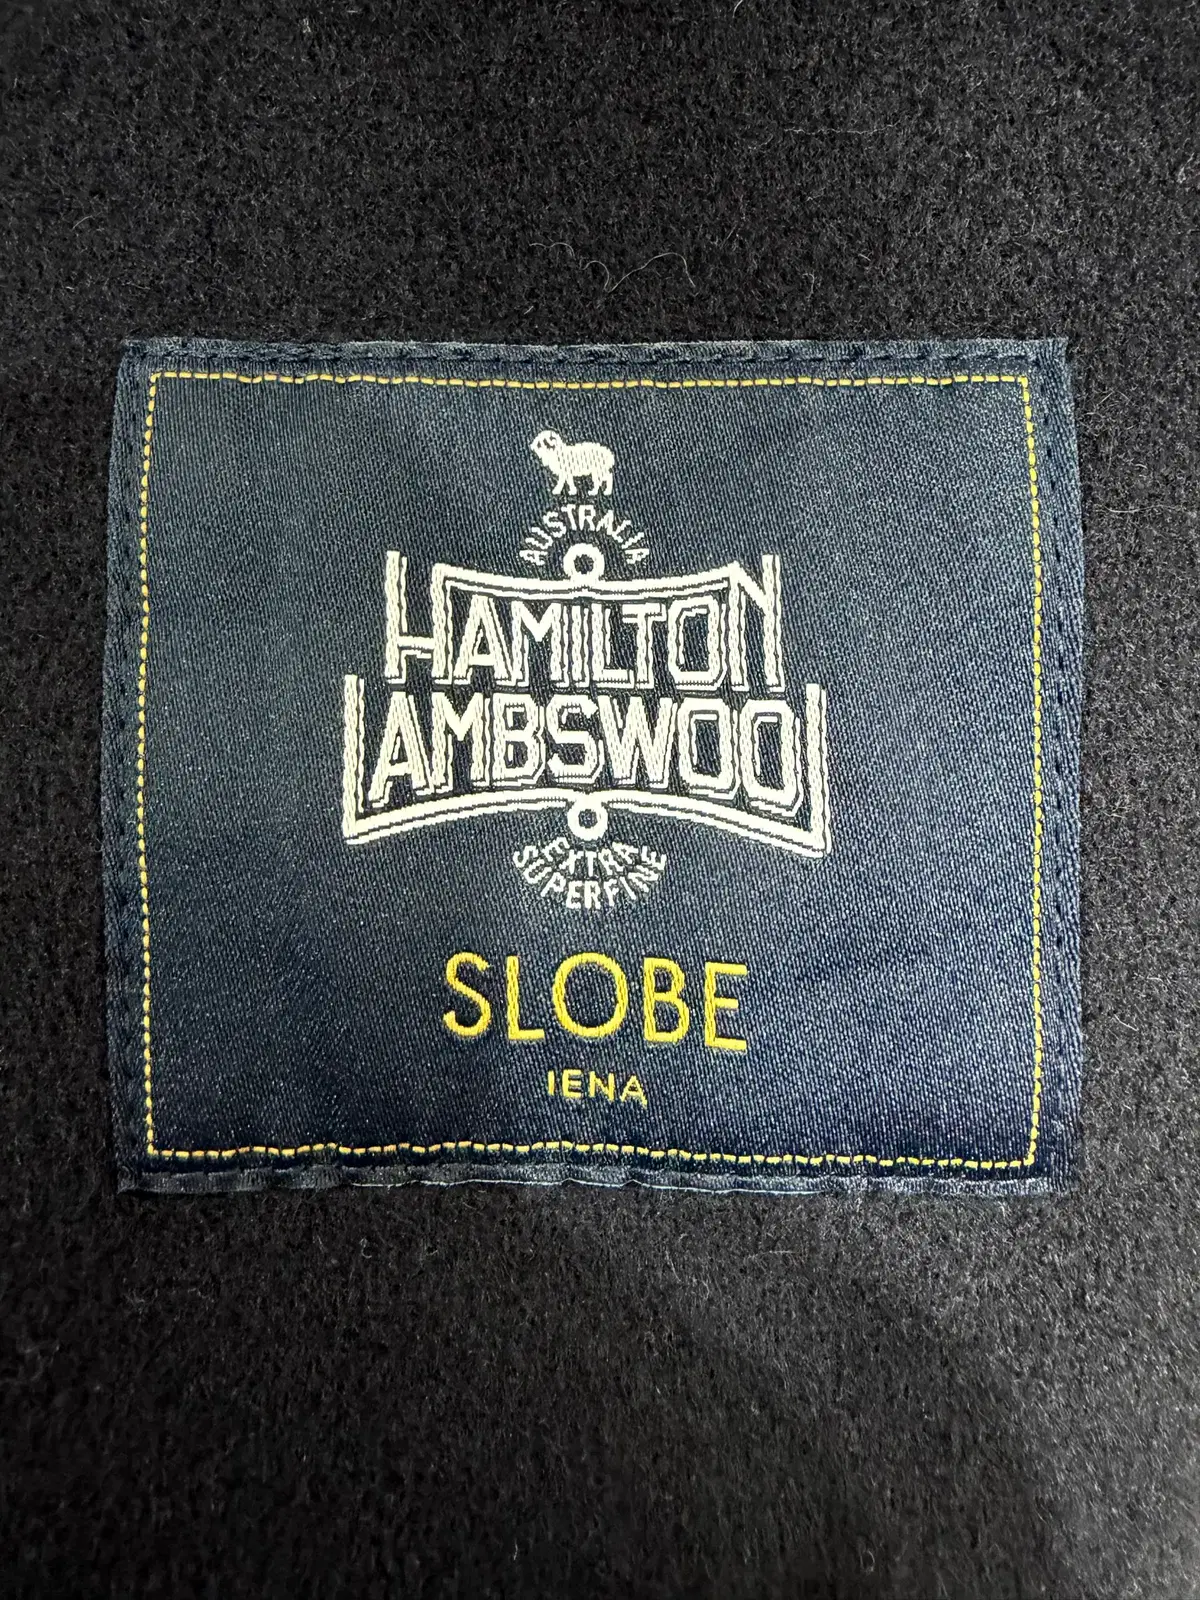 AUSTRALIA
HAMILTON
LAMBSWOOL
EXTRA
SUPERFINE
SLOBE
IENA